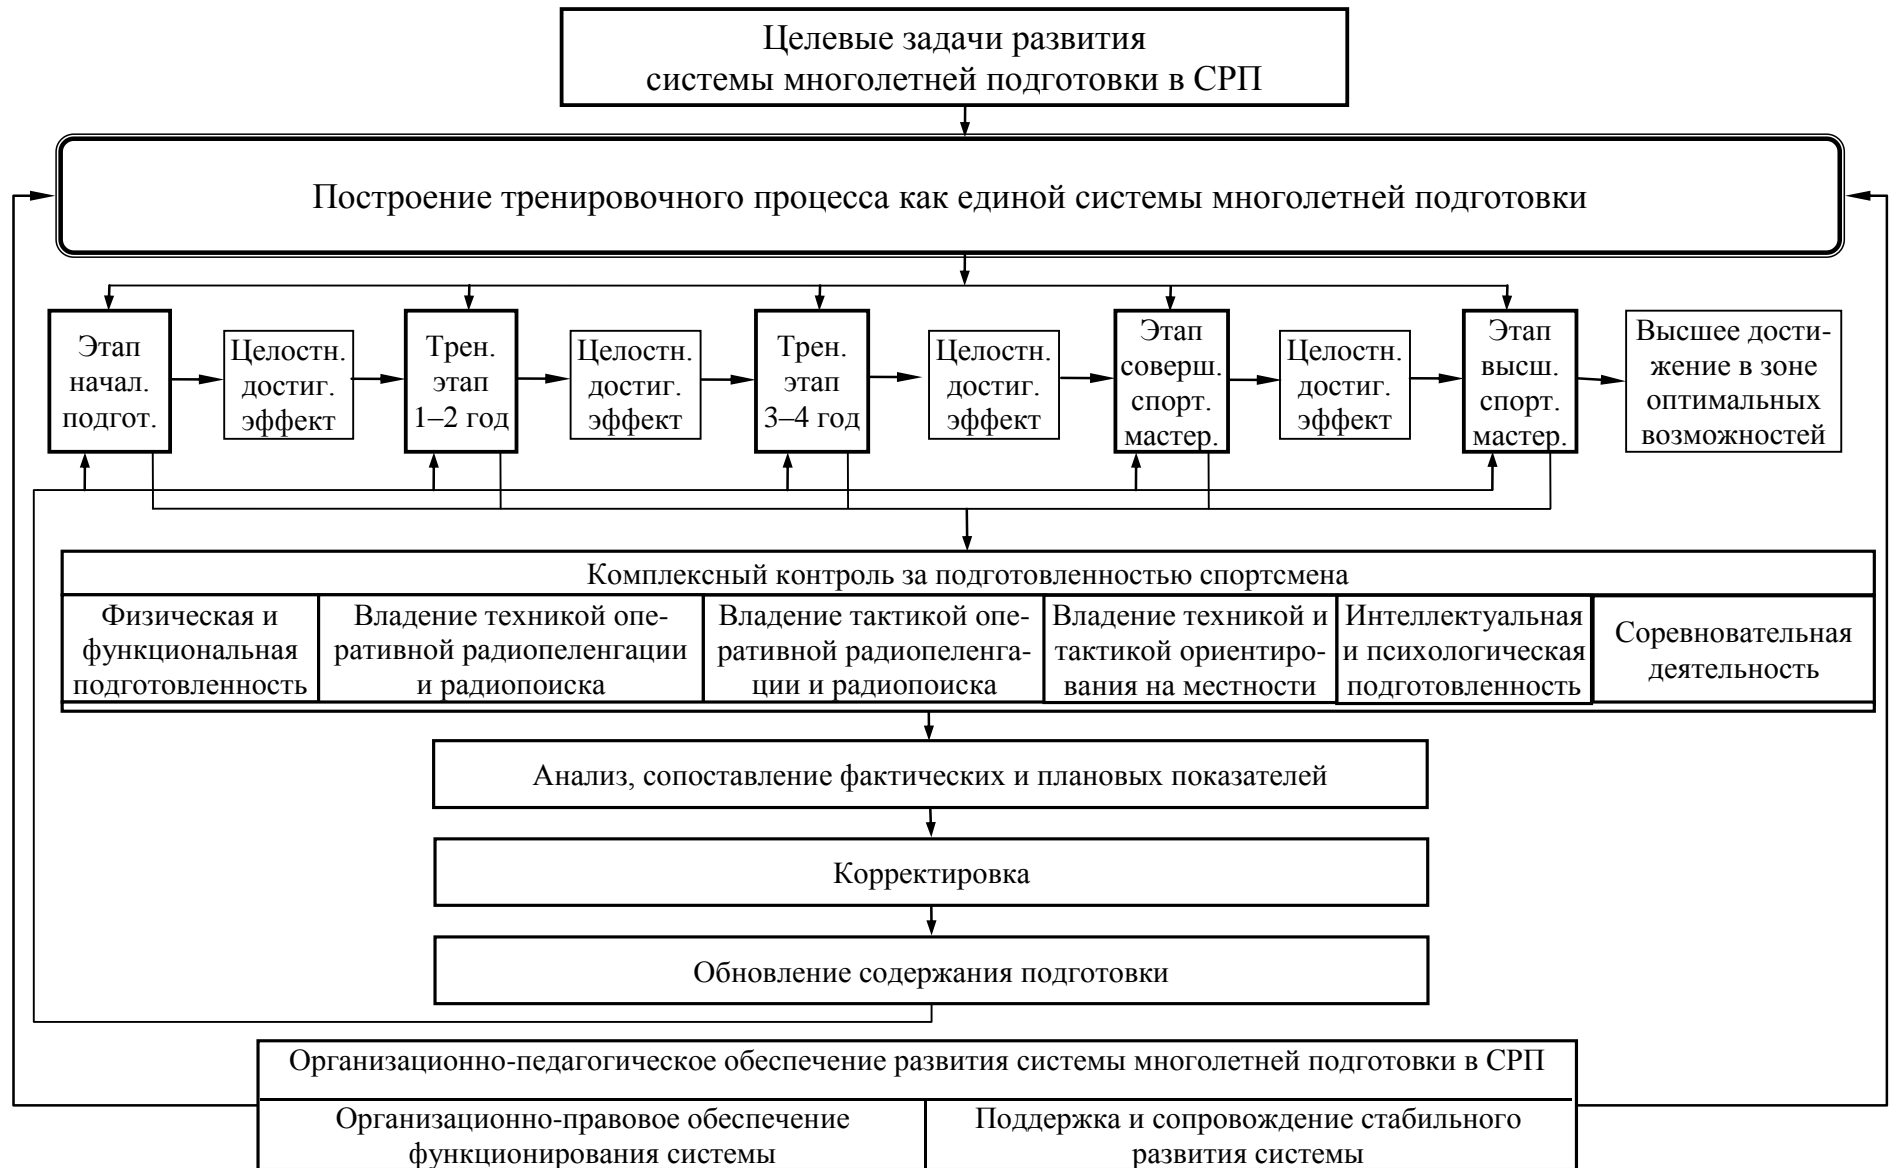 Целевые задачи развития
системы многолетней подготовки в СРП
Построение тренировочного процесса как единой системы многолетней подготовки
Этап
начал.
подгот.
Целостн.
достиг.
эффект
Трен.
этап
1–2 год
Целостн.
достиг.
эффект
Трен.
этап
3–4 год
Целостн.
достиг.
эффект
Этап
соверш.
спорт.
мастер.
Целостн.
достиг.
эффект
Этап
высш.
спорт.
мастер.
Высшее дости-
жение в зоне
оптимальных
возможностей
Комплексный контроль за подготовленностью спортсмена
Физическая и
функциональная
подготовленность
Владение техникой опе-
ративной радиопеленгации
и радиопоиска
Владение тактикой опе-
ративной радиопеленга-
ции и радиопоиска
Владение техникой и
тактикой ориентиро-
вания на местности
Интеллектуальная
и психологическая
подготовленность
Соревновательная
деятельность
Анализ, сопоставление фактических и плановых показателей
Корректировка
Обновление содержания подготовки
Организационно-педагогическое обеспечение развития системы многолетней подготовки в СРП
Организационно-правовое обеспечение
функционирования системы
Поддержка и сопровождение стабильного
развития системы